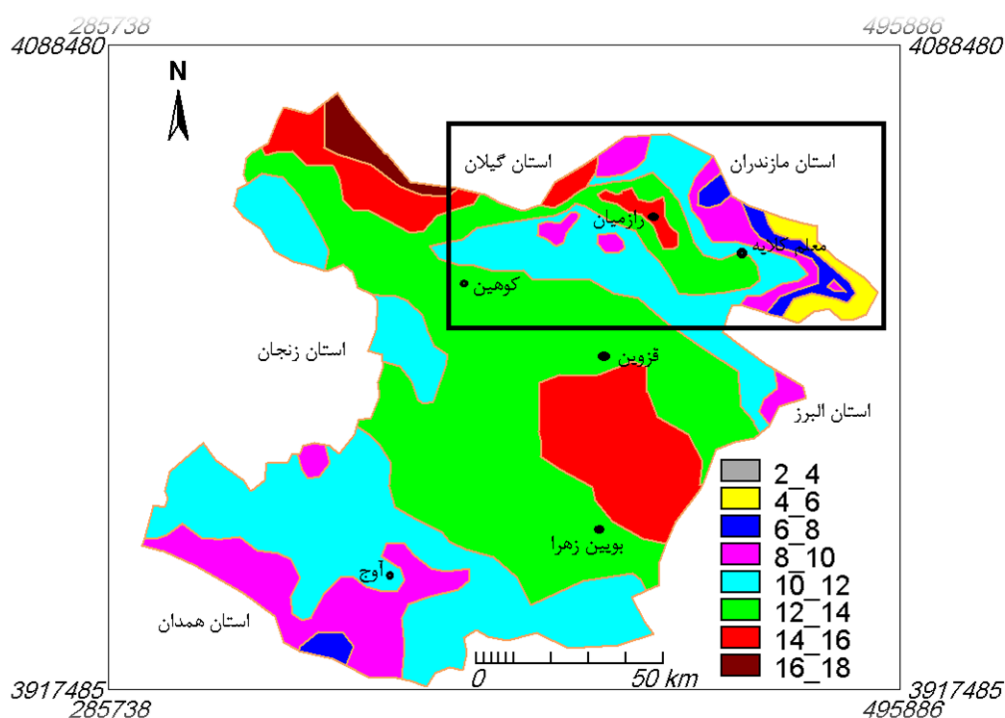 285738 495886
4088480 4088480
N
استان گیلان
استان مازندران
رازمیان
معلم کلایه
کوهین
استان زنجان
قزوین
استان البرز
2_4
4_6
6_8
8_10
10_12
12_14
14_16
16_18
بویین زهرا
آوج
استان همدان
0 50 km
3917485 3917485
285738 495886